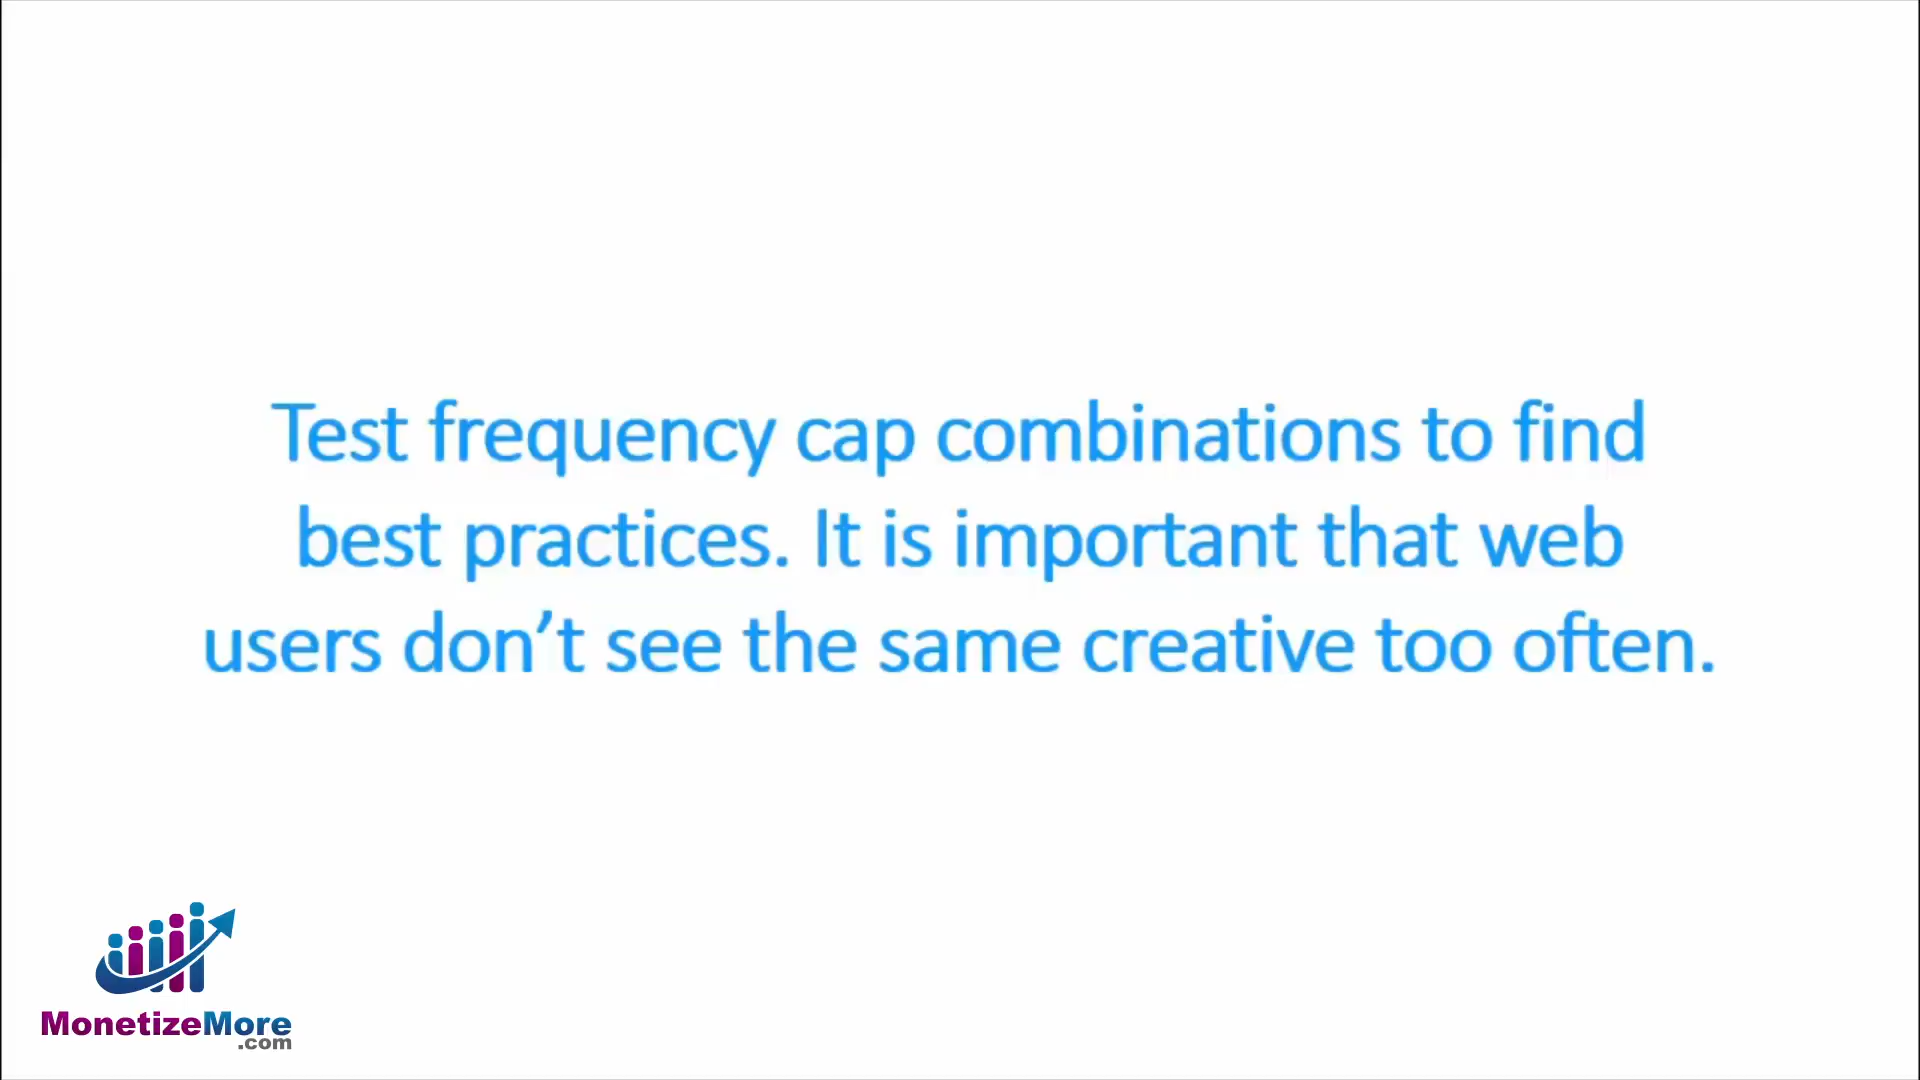 Test frequency cap combinations to find
best practices. It is important that web
users don’t see the same creative too often.
MonetizeMore
.com